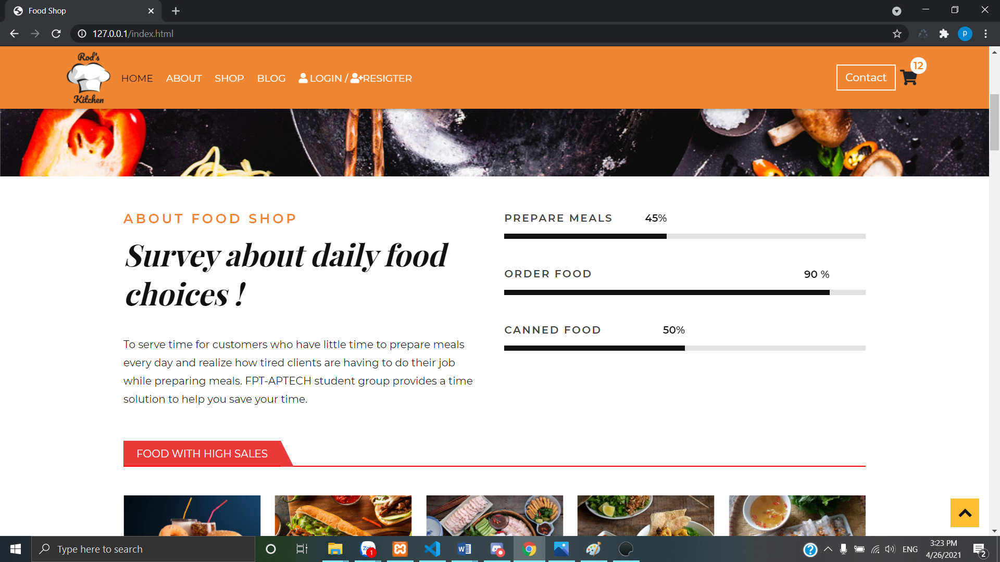 Food Shop
127.0.0.1/index.html
p
Rod's
Kitchen
HOME ABOUT SHOP BLOG LOGIN / RESIGTER
Contact
12
ABOUT FOOD SHOP
Survey about daily food
choices !
To serve time for customers who have little time to prepare meals
every day and realize how tired clients are having to do their job
while preparing meals. FPT-APTECH student group provides a time
solution to help you save your time.
PREPARE MEALS 45%
ORDER FOOD 90 %
CANNED FOOD 50%
FOOD WITH HIGH SALES
Type here to search
1
W
ENG
3:23 PM
4/26/2021
2